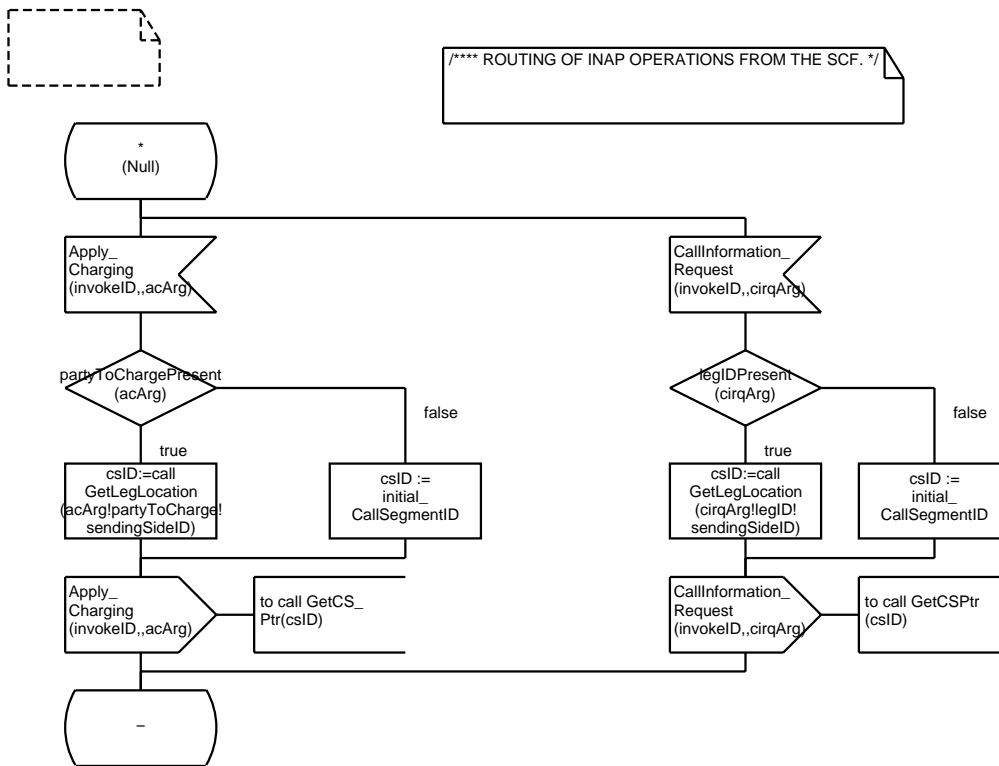 /**** ROUTING OF INAP OPERATIONS FROM THE SCF. */
*
(Null)
Apply_
Charging
(invokeID,,acArg)
CallInformation_
Request
(invokeID,,cirqArg)
partyToChargePresent
(acArg)
false
true
legIDPresent
(cirqArg)
false
true
csID:=call
GetLegLocation
(acArg!partyToCharge!
sendingSideID)
csID :=
initial_
CallSegmentID
csID:=call
GetLegLocation
(cirqArg!legID!
sendingSideID)
csID :=
initial_
CallSegmentID
Apply_
Charging
(invokeID,,acArg)
to call GetCS_
Ptr(csID)
CallInformation_
Request
(invokeID,,cirqArg)
to call GetCSPtr
(csID)
–